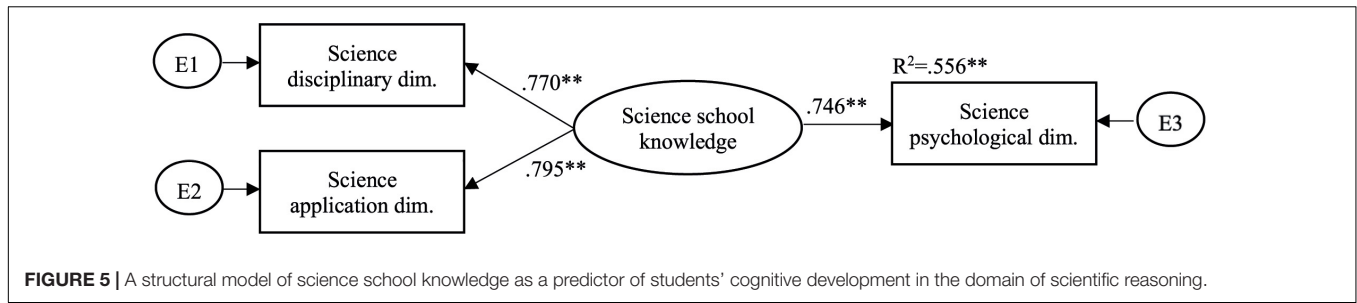 E1
Science
disciplinary dim.
.770**
E2
Science
application dim.
.795**
Science school
knowledge
.746**
R²=.556**
Science
psychological dim.
E3
FIGURE 5 | A structural model of science school knowledge as a predictor of students’ cognitive development in the domain of scientific reasoning.